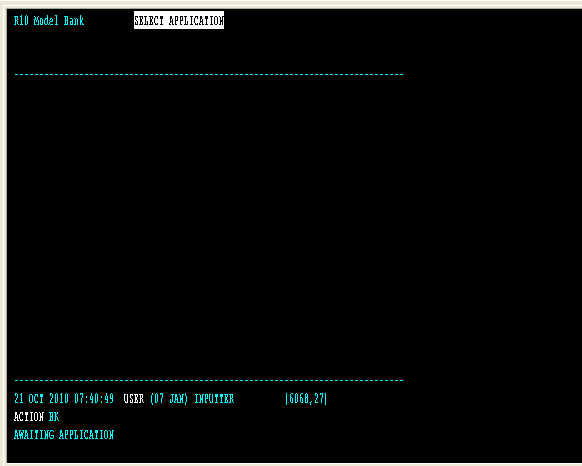 R10 Model Bank SELECT APPLICATION
------------------------------------------------------------------------------
------------------------------------------------------------------------------
21 OCT 2010 07:40:49 USER (07 JAN) INPUTTER [6068,27]
ACTION BK
AWAITING APPLICATION